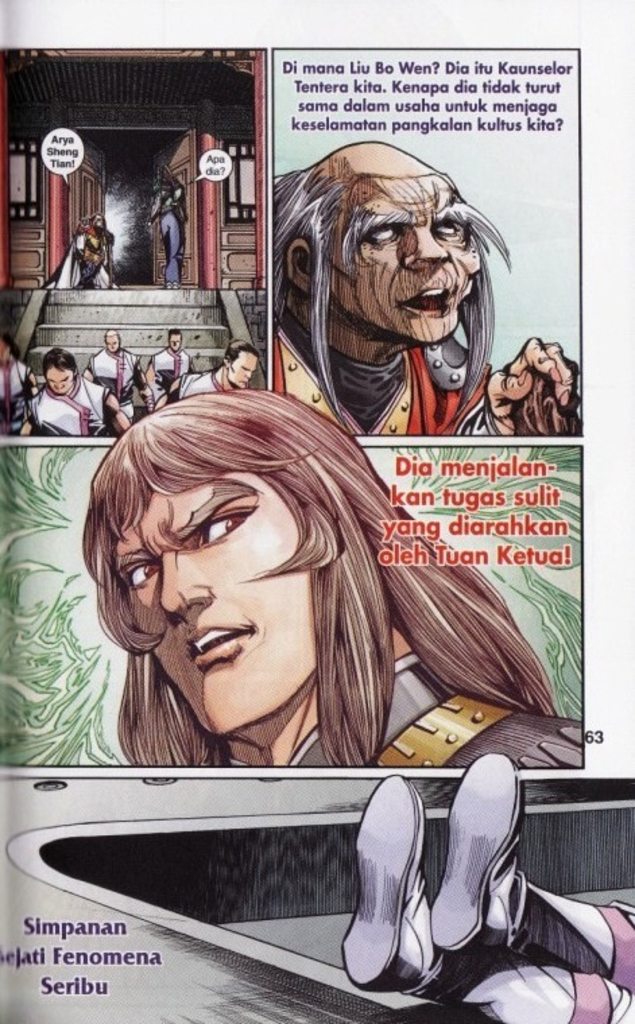 Arya
Sheng
Tian!
Apa
dia?
Di mana Liu Bo Wen? Dia itu Kaunselor
Tentera kita. Kenapa dia tidak turut
sama dalam usaha untuk menjaga
keselamatan pangkalan kultus kita?
Dia menjalan-
kan tugas sulit
yang diarahkan
oleh Tuan Ketua!
63
Simpanan
Sejati Fenomena
Seribu